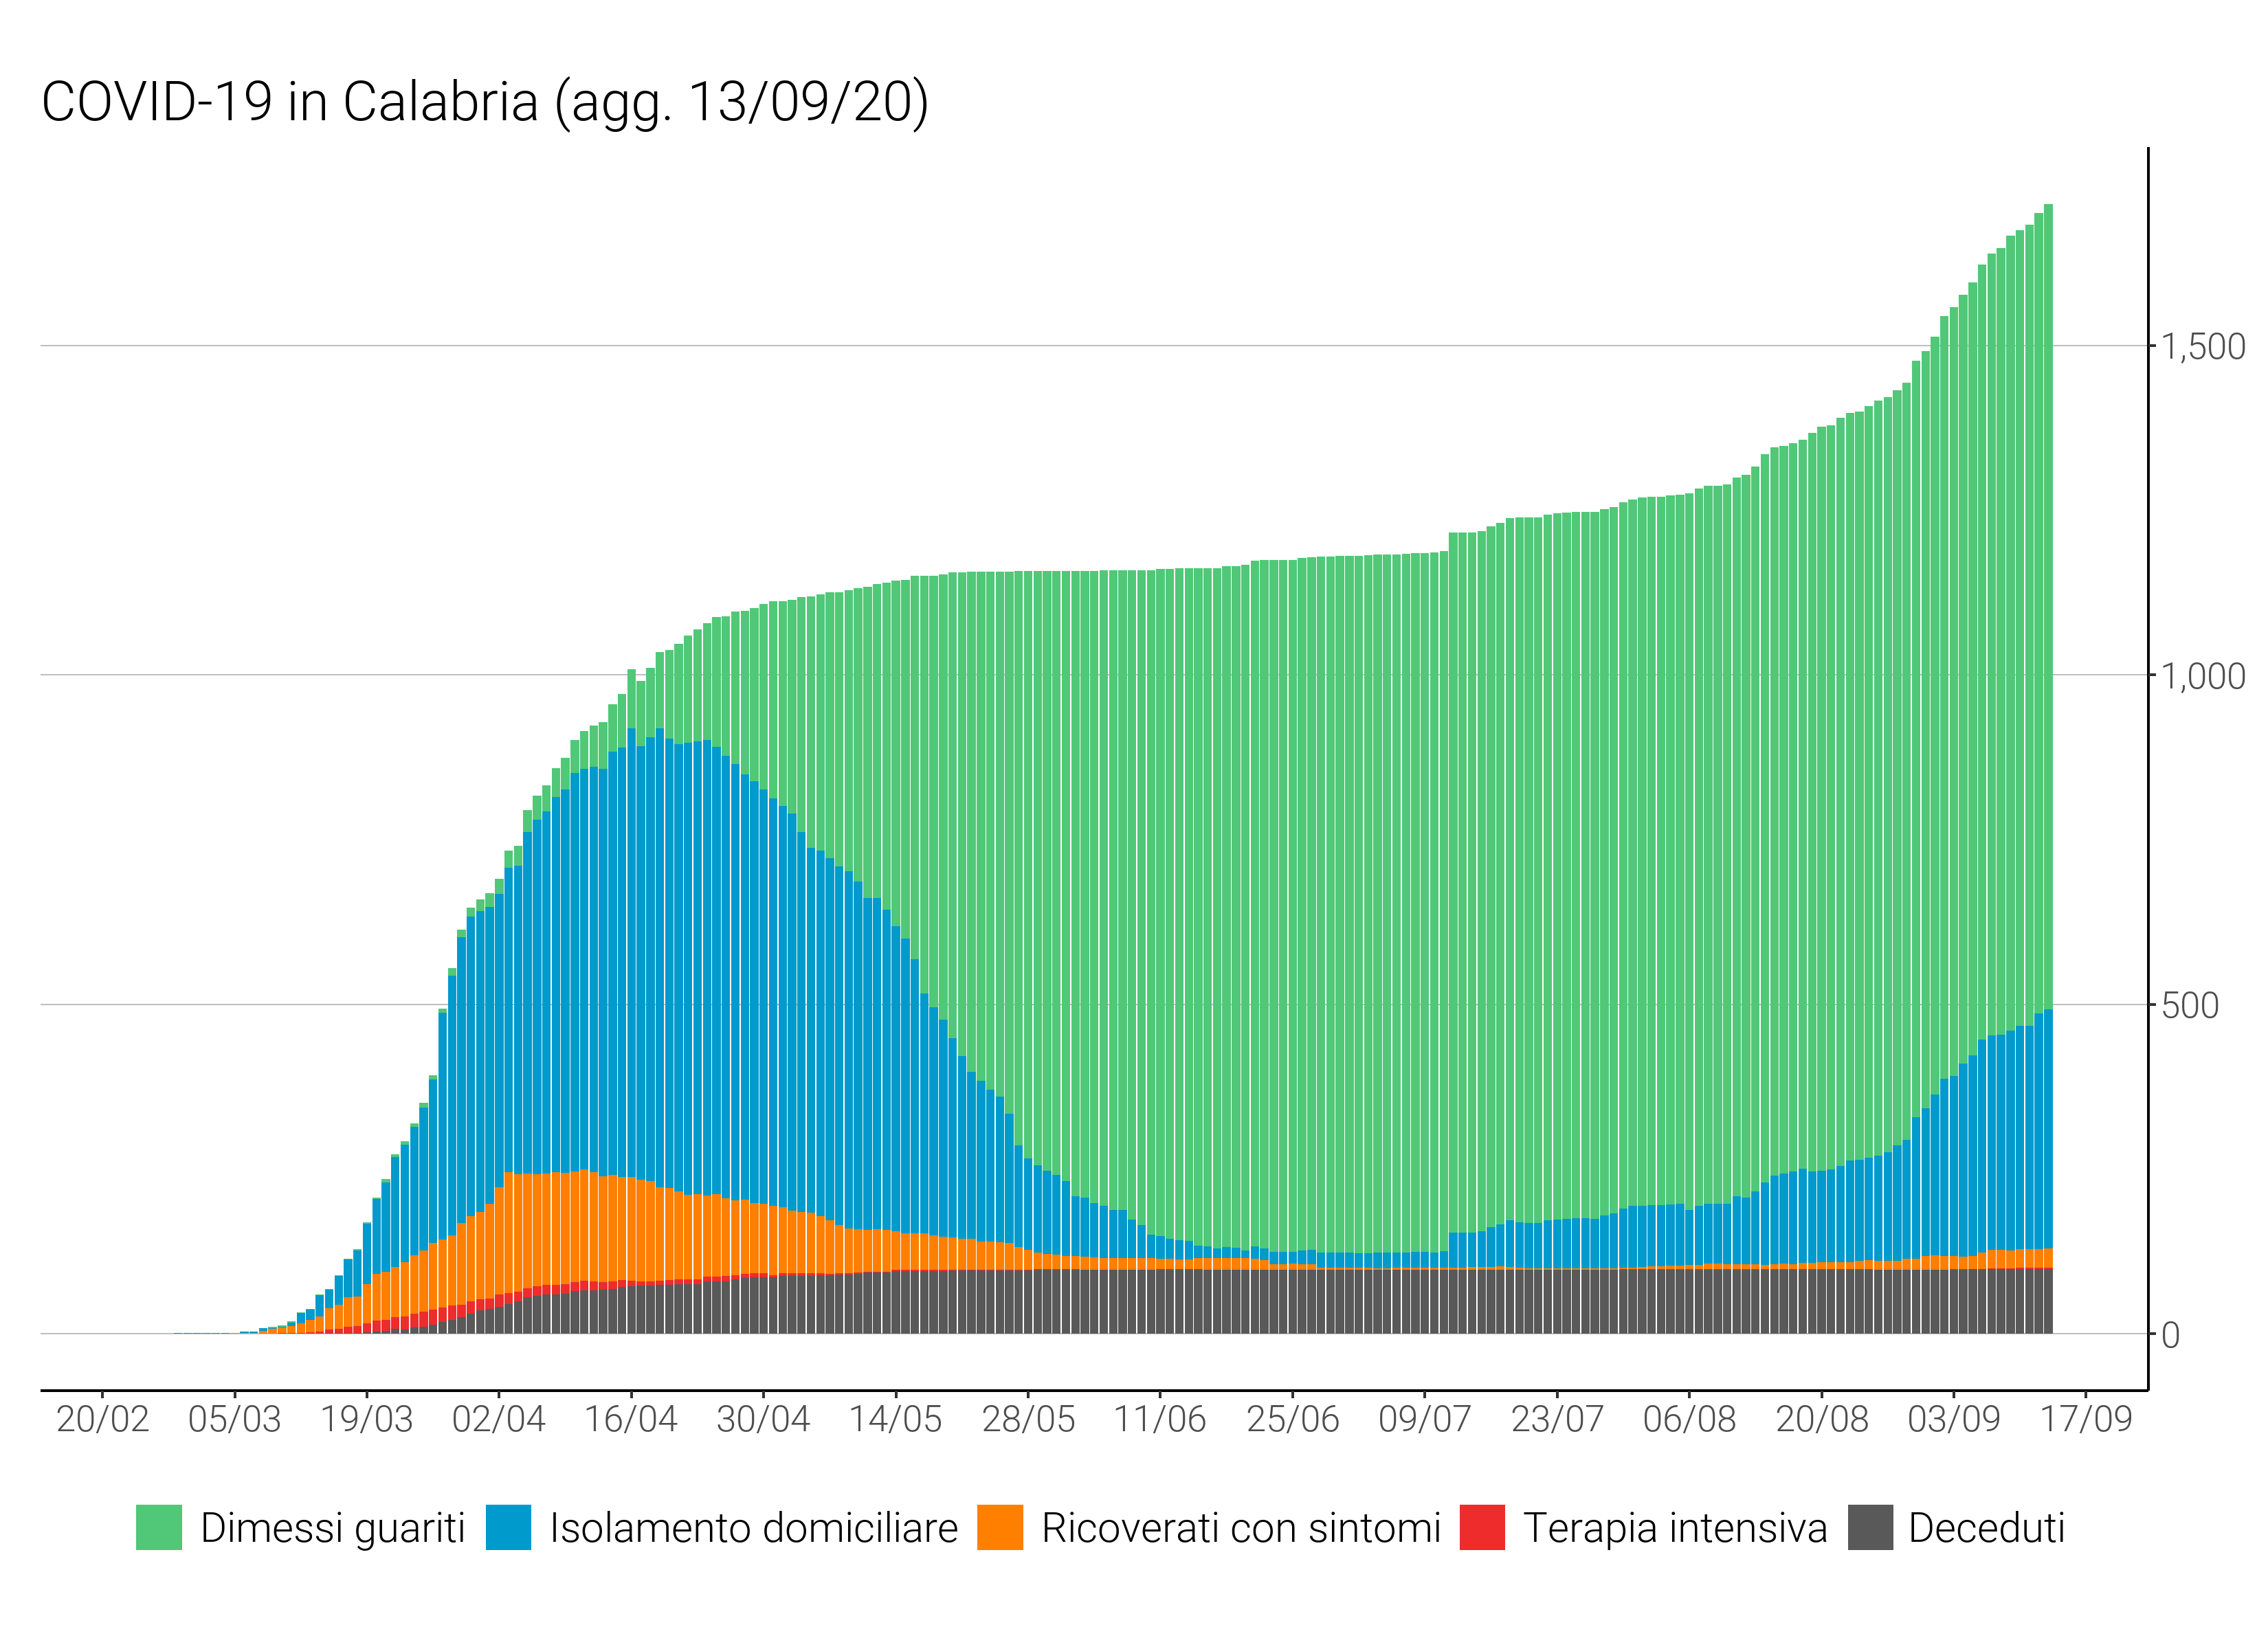 COVID-19 in Calabria (agg. 13/09/20)
1,500
1,000
500
0
20/02 05/03 19/03 02/04 16/04 30/04 14/05 28/05 11/06 25/06 09/07 23/07 06/08 20/08 03/09 17/09
Dimessi guariti Isolamento domiciliare Ricoverati con sintomi Terapia intensiva Deceduti